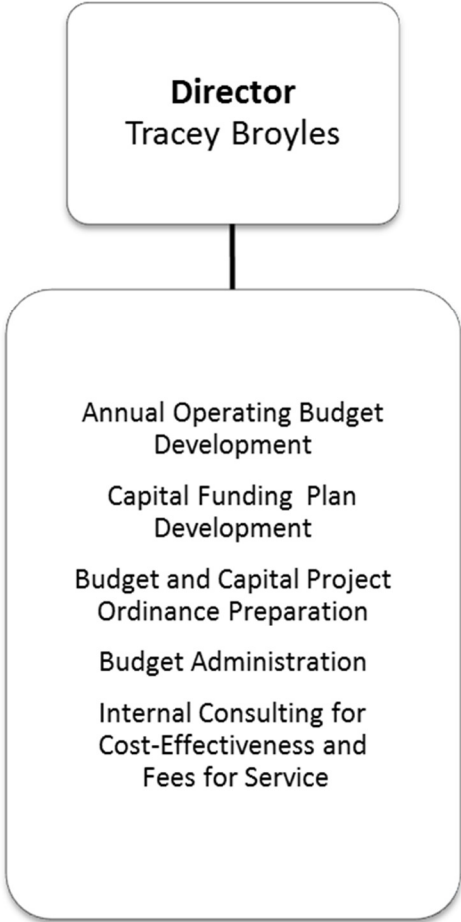 Director
Tracey Broyles
Annual Operating Budget
Development
Capital Funding  Plan
Development
Budget and Capital Project
Ordinance Preparation
Budget Administration
Internal Consulting for
Cost-Effectiveness and
Fees for Service